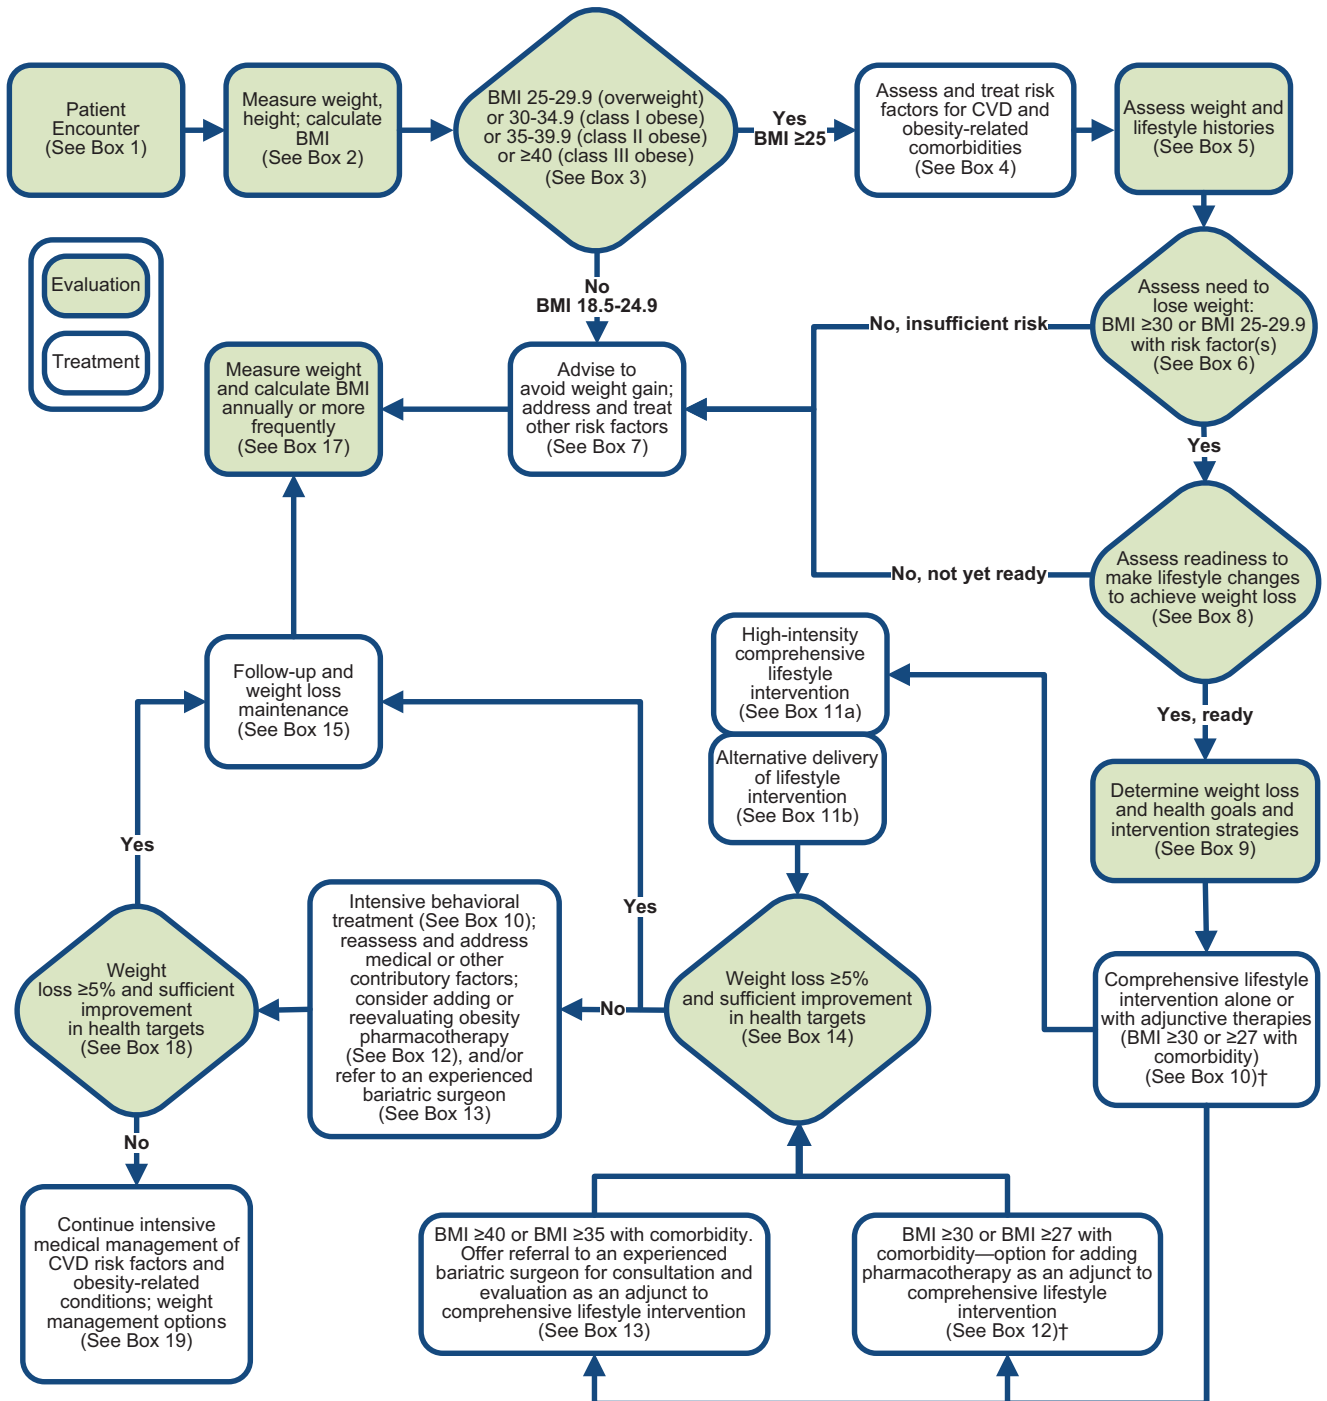 Patient
Encounter
(See Box 1)
Measure weight,
height; calculate
BMI
(See Box 2)
BMI 25-29.9 (overweight)
or 30-34.9 (class I obese)
or 35-39.9 (class II obese)
or ≥40 (class III obese)
(See Box 3)
Yes
BMI ≥25
Assess and treat risk
factors for CVD and
obesity-related
comorbidities
(See Box 4)
Assess weight and
lifestyle histories
(See Box 5)
Evaluation
Treatment
No
BMI 18.5-24.9
No, insufficient risk
Assess need to
lose weight:
BMI ≥30 or BMI 25-29.9
with risk factor(s)
(See Box 6)
Measure weight
and calculate BMI
annually or more
frequently
(See Box 17)
Advise to
avoid weight gain;
address and treat
other risk factors
(See Box 7)
Yes
No, not yet ready
Assess readiness to
make lifestyle changes
to achieve weight loss
(See Box 8)
Yes, ready
High-intensity
comprehensive
lifestyle
intervention
(See Box 11a)
Alternative delivery
of lifestyle
intervention
(See Box 11b)
Follow-up and
weight loss
maintenance
(See Box 15)
Determine weight loss
and health goals and
intervention strategies
(See Box 9)
Yes
Yes
Intensive behavioral
treatment (See Box 10);
reassess and address
medical or other
contributory factors;
consider adding or
reevaluating obesity
pharmacotherapy
(See Box 12), and/or
refer to an experienced
bariatric surgeon
(See Box 13)
No
Weight loss ≥5%
and sufficient improvement
in health targets
(See Box 14)
Comprehensive lifestyle
intervention alone or
with adjunctive therapies
(BMI ≥30 or ≥27 with
comorbidity)
(See Box 10)†
Weight
loss ≥5% and sufficient
improvement
in health targets
(See Box 18)
No
Continue intensive
medical management of
CVD risk factors and
obesity-related
conditions; weight
management options
(See Box 19)
BMI ≥40 or BMI ≥35 with comorbidity.
Offer referral to an experienced
bariatric surgeon for consultation and
evaluation as an adjunct to
comprehensive lifestyle intervention
(See Box 13)
BMI ≥30 or BMI ≥27 with
comorbidity—option for adding
pharmacotherapy as an adjunct to
comprehensive lifestyle
intervention
(See Box 12)†